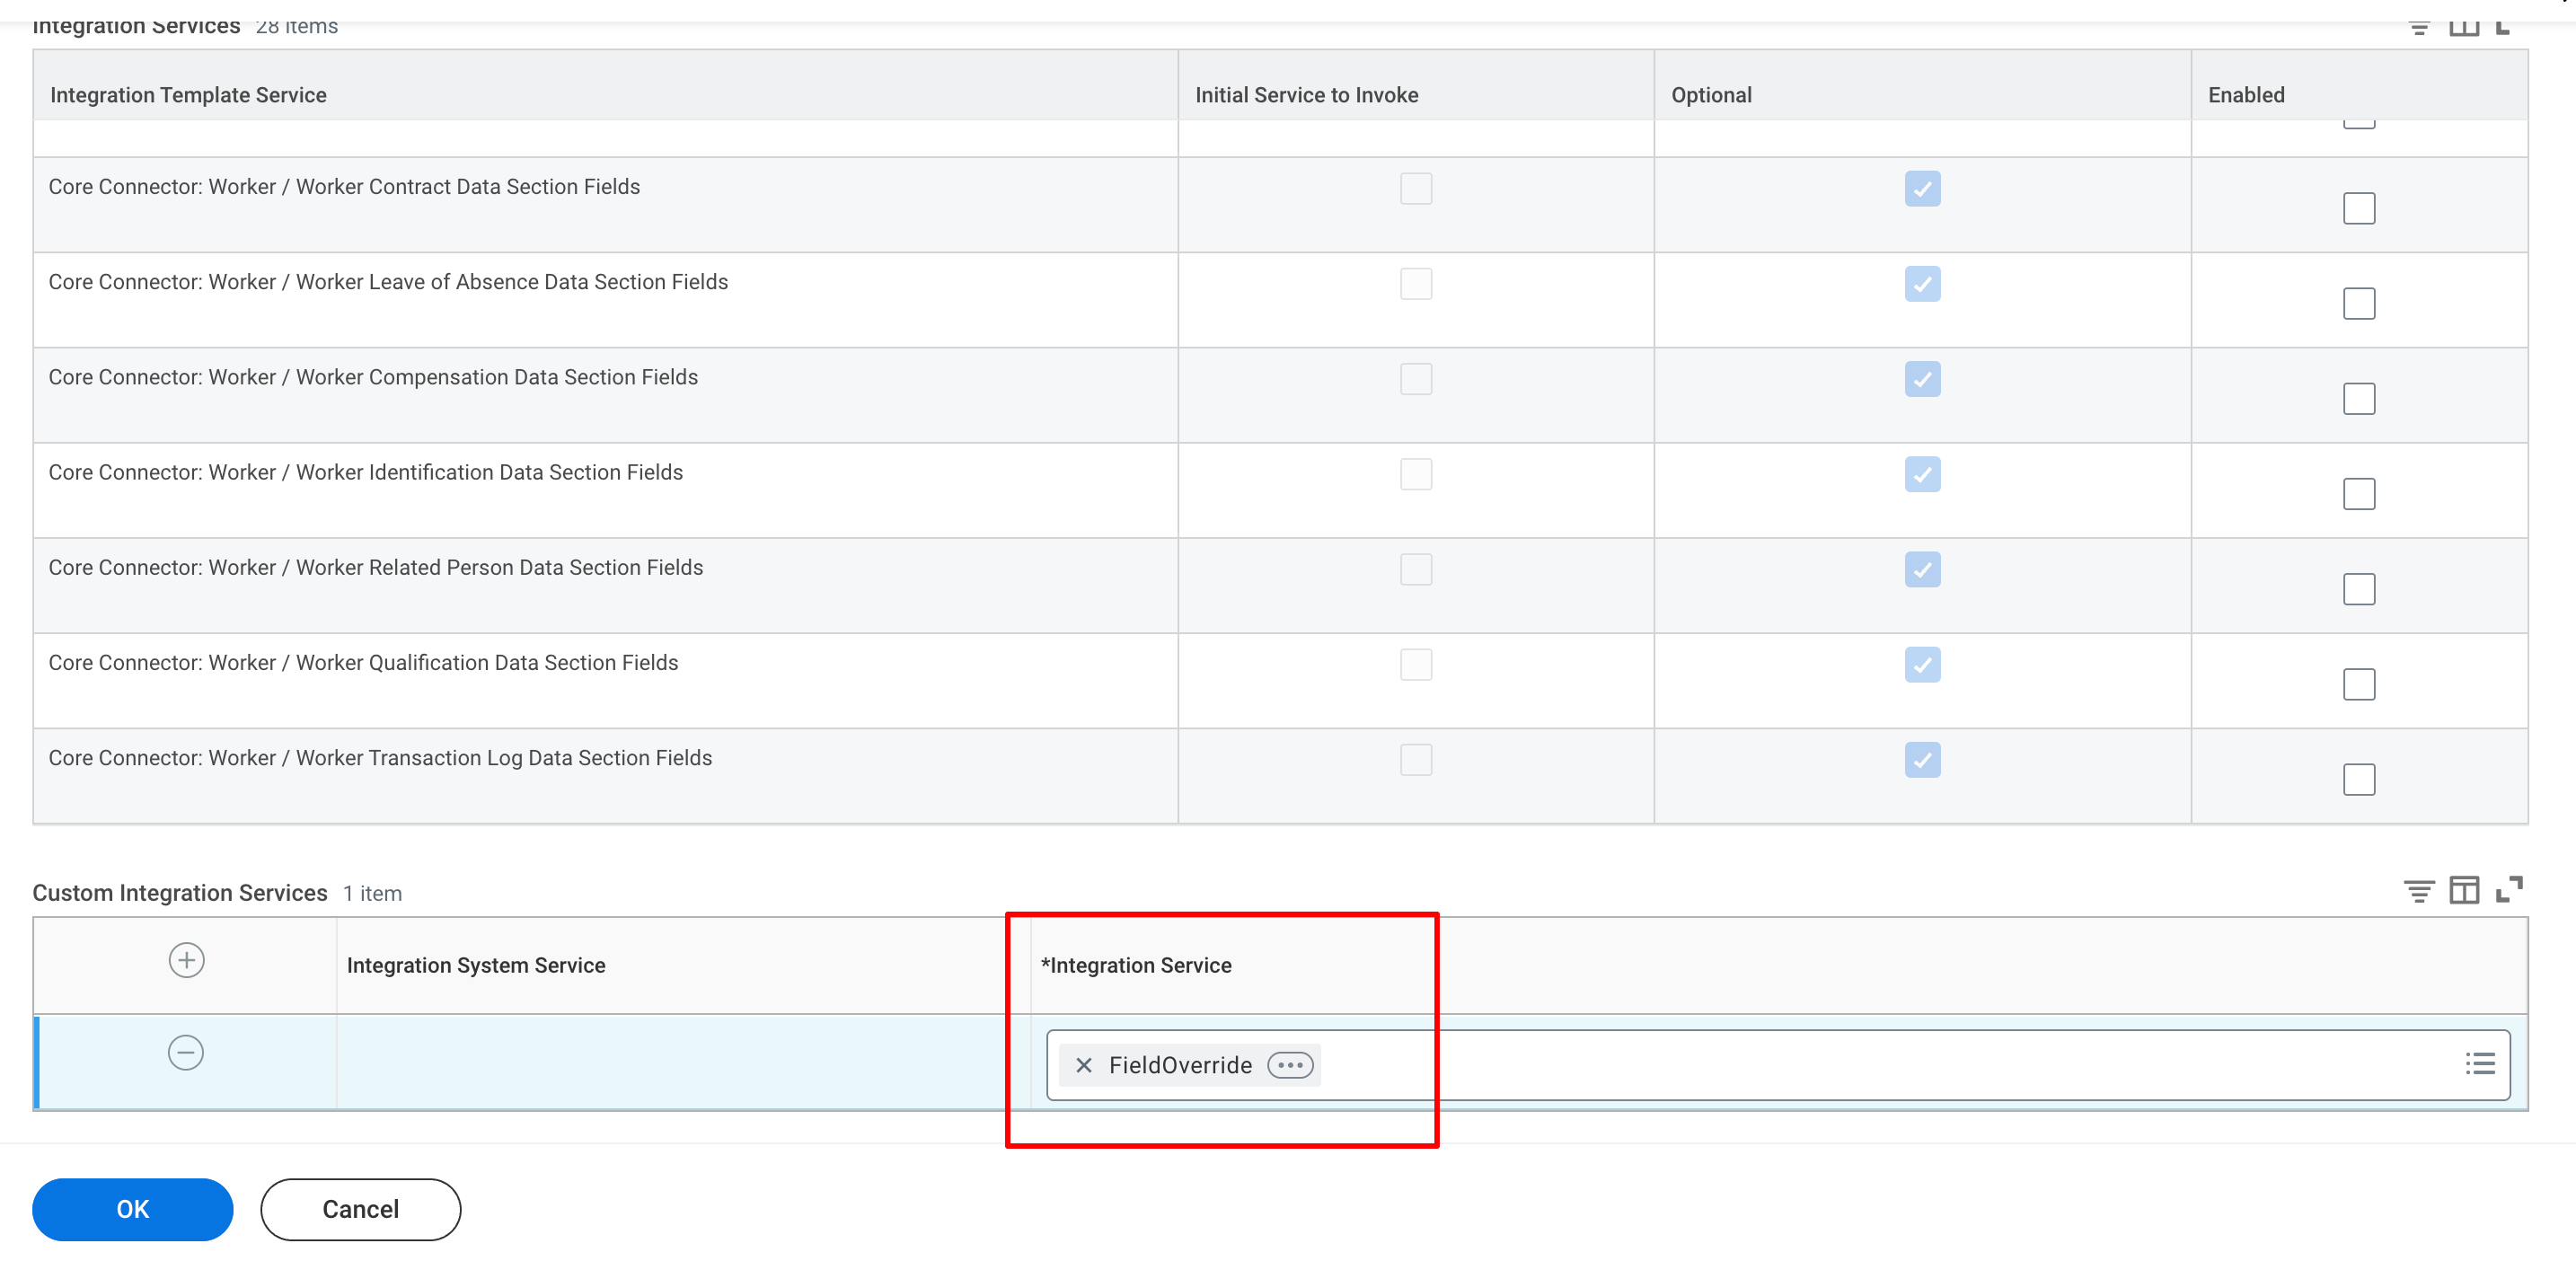 Integration Services 28 items
Integration Template Service Initial Service to Invoke Optional Enabled
Core Connector: Worker / Worker Contract Data Section Fields
Core Connector: Worker / Worker Leave of Absence Data Section Fields
Core Connector: Worker / Worker Compensation Data Section Fields
Core Connector: Worker / Worker Identification Data Section Fields
Core Connector: Worker / Worker Related Person Data Section Fields
Core Connector: Worker / Worker Qualification Data Section Fields
Core Connector: Worker / Worker Transaction Log Data Section Fields
Custom Integration Services 1 item
Integration System Service *Integration Service
FieldOverride
OK Cancel